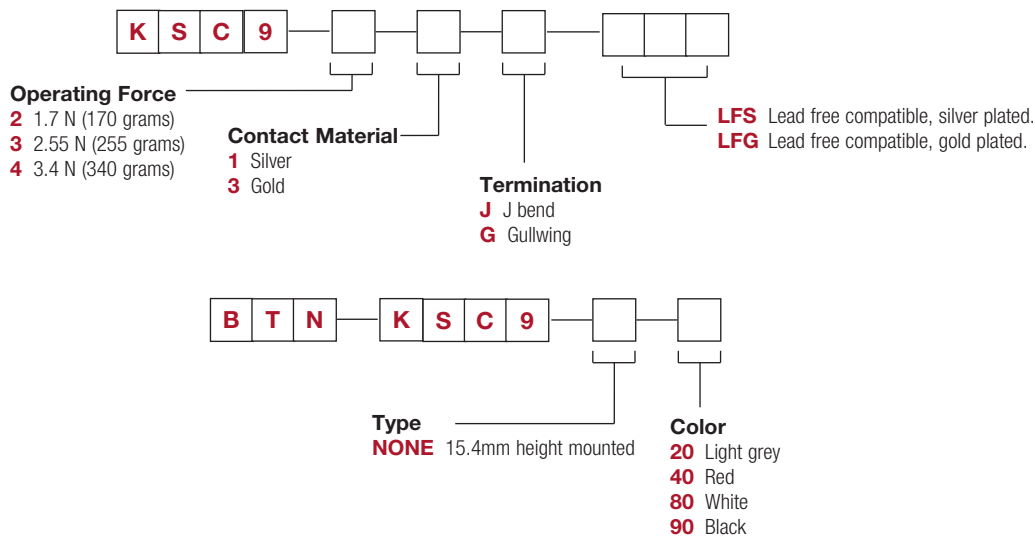 K S C 9
Operating Force
2 1.7 N (170 grams)
3 2.55 N (255 grams)
4 3.4 N (340 grams)
Contact Material
1 Silver
3 Gold
Termination
J J bend
G Gullwing
LFS Lead free compatible, silver plated.
LFG Lead free compatible, gold plated.
B T N K S C 9
Type
NONE 15.4mm height mounted
Color
20 Light grey
40 Red
80 White
90 Black